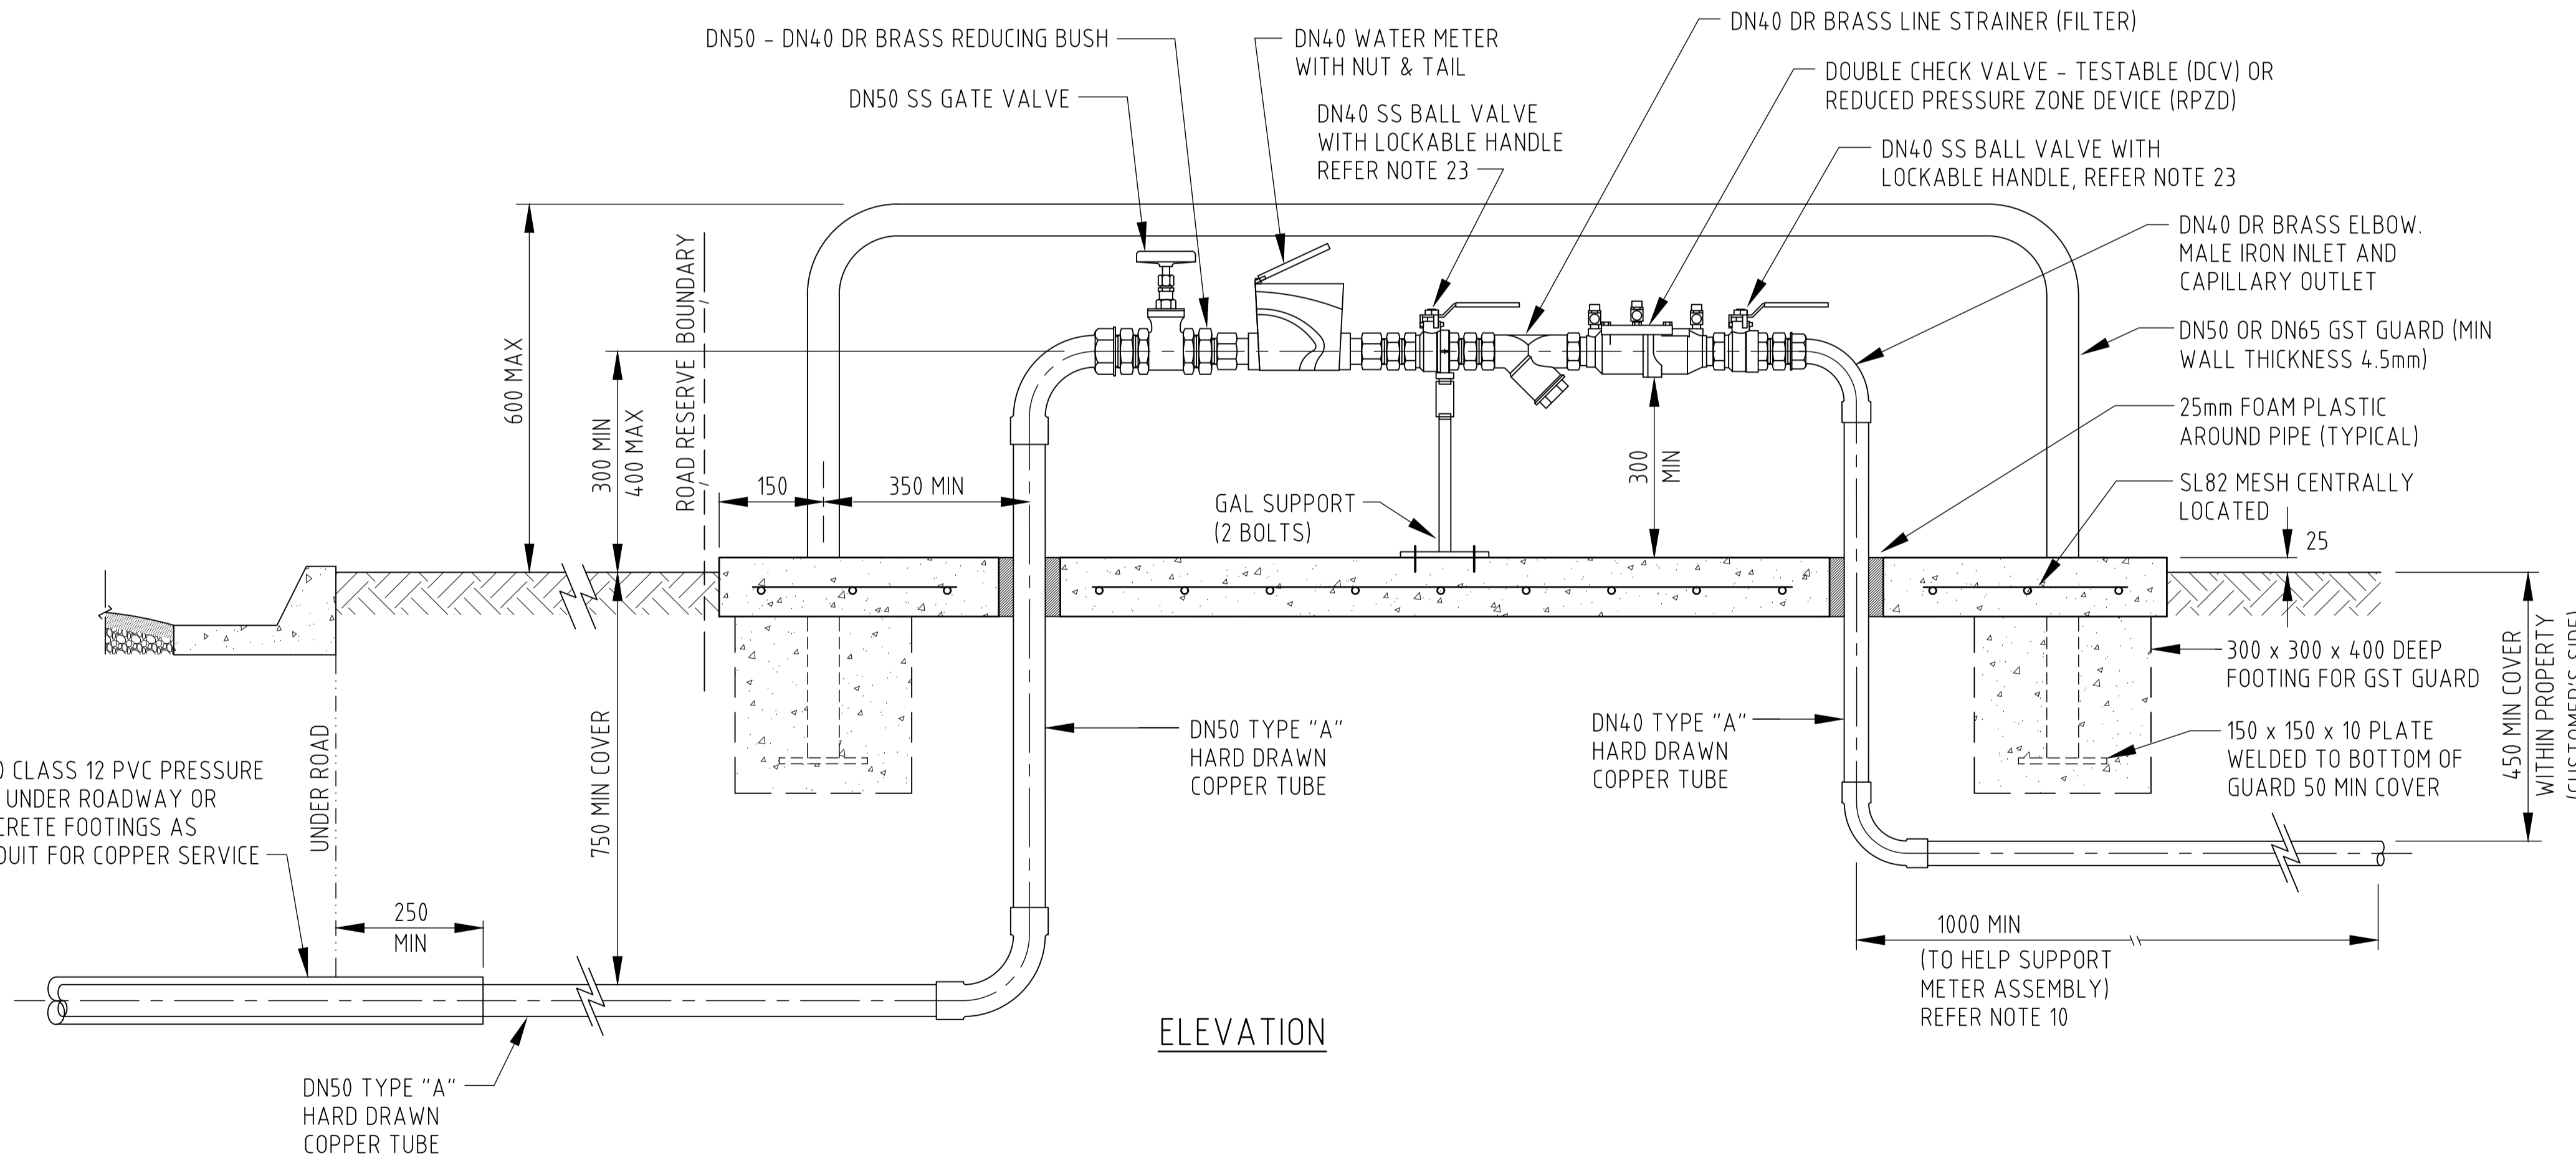 DN50 - DN40 DR BRASS REDUCING BUSH
DN50 SS GATE VALVE
DN40 WATER METER
WITH NUT & TAIL
DN40 SS BALL VALVE
WITH LOCKABLE HANDLE
REFER NOTE 23
DN40 DR BRASS LINE STRAINER (FILTER)
DOUBLE CHECK VALVE - TESTABLE (DCV) OR
REDUCED PRESSURE ZONE DEVICE (RPZD)
DN40 SS BALL VALVE WITH
LOCKABLE HANDLE, REFER NOTE 23
DN40 DR BRASS ELBOW.
MALE IRON INLET AND
CAPILLARY OUTLET
DN50 OR DN65 GST GUARD (MIN
WALL THICKNESS 4.5mm)
25mm FOAM PLASTIC
AROUND PIPE (TYPICAL)
SL82 MESH CENTRALLY
LOCATED
25
600 MAX
300 MIN
400 MAX
ROAD RESERVE BOUNDARY
150
350 MIN
GAL SUPPORT
(2 BOLTS)
300
MIN
300 x 300 x 400 DEEP
FOOTING FOR GST GUARD
150 x 150 x 10 PLATE
WELDED TO BOTTOM OF
GUARD 50 MIN COVER
450 MIN COVER
WITHIN PROPERTY
(CUSTOMER'S SIDE)
DN50 TYPE "A"
HARD DRAWN
COPPER TUBE
DN40 TYPE "A"
HARD DRAWN
COPPER TUBE
750 MIN COVER
UNDER ROAD
0 CLASS 12 PVC PRESSURE
UNDER ROADWAY OR
CRETE FOOTINGS AS
DUIT FOR COPPER SERVICE
250
MIN
1000 MIN
(TO HELP SUPPORT
METER ASSEMBLY)
REFER NOTE 10
ELEVATION
DN50 TYPE "A"
HARD DRAWN
COPPER TUBE